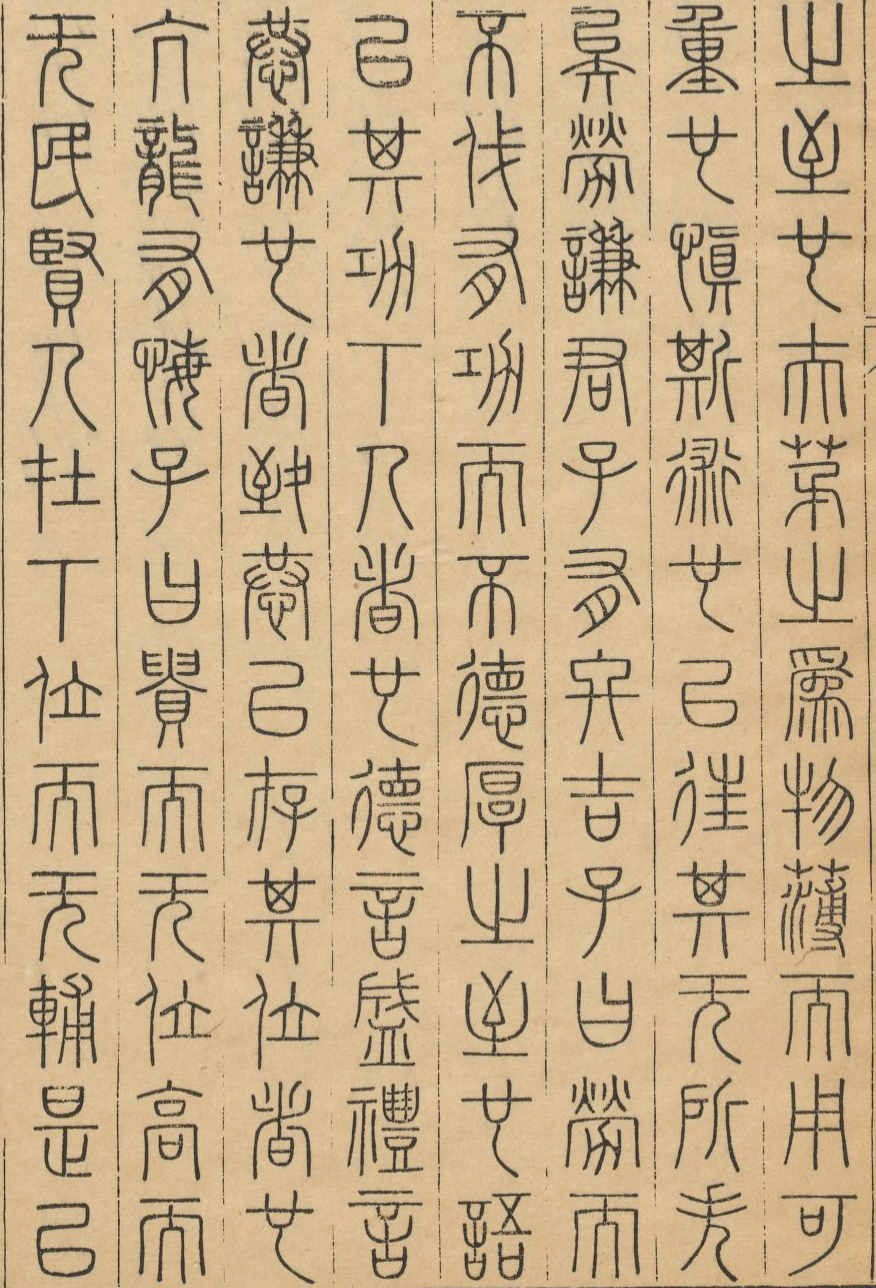 之至也夫茅之為物薄而用可
重也慎斯術也以往其无所失
矣勞謙君子有終吉子曰勞而
不伐有功而不德厚之至也語
以其功下人者也德言盛禮言
恭謙也者致恭以存其位者也
亢龍有悔子曰貴而无位高而
无民賢人在下位而无輔是以